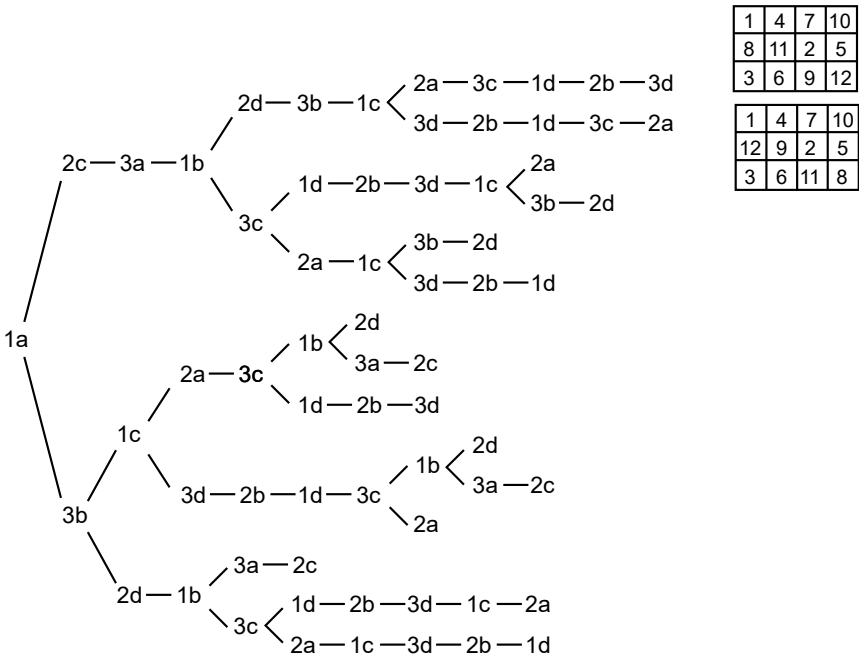 1 4 7 10
8 11 2 5
3 6 9 12
1 4 7 10
12 9 2 5
3 6 11 8
2a 3c 1d 2b 3d
2d 3b 1c
3d 2b 1d 3c 2a
2c 3a 1b
2a
1d 2b 3d 1c
3b 2d
3c
3b 2d
2a 1c
3d 2b 1d
1a
2d
1b
3a 2c
2a 3c
1d 2b 3d
1c
2d
1b
3a 2c
3d 2b 1d 3c
2a
3b
3a 2c
2d 1b
1d 2b 3d 1c 2a
3c
2a 1c 3d 2b 1d